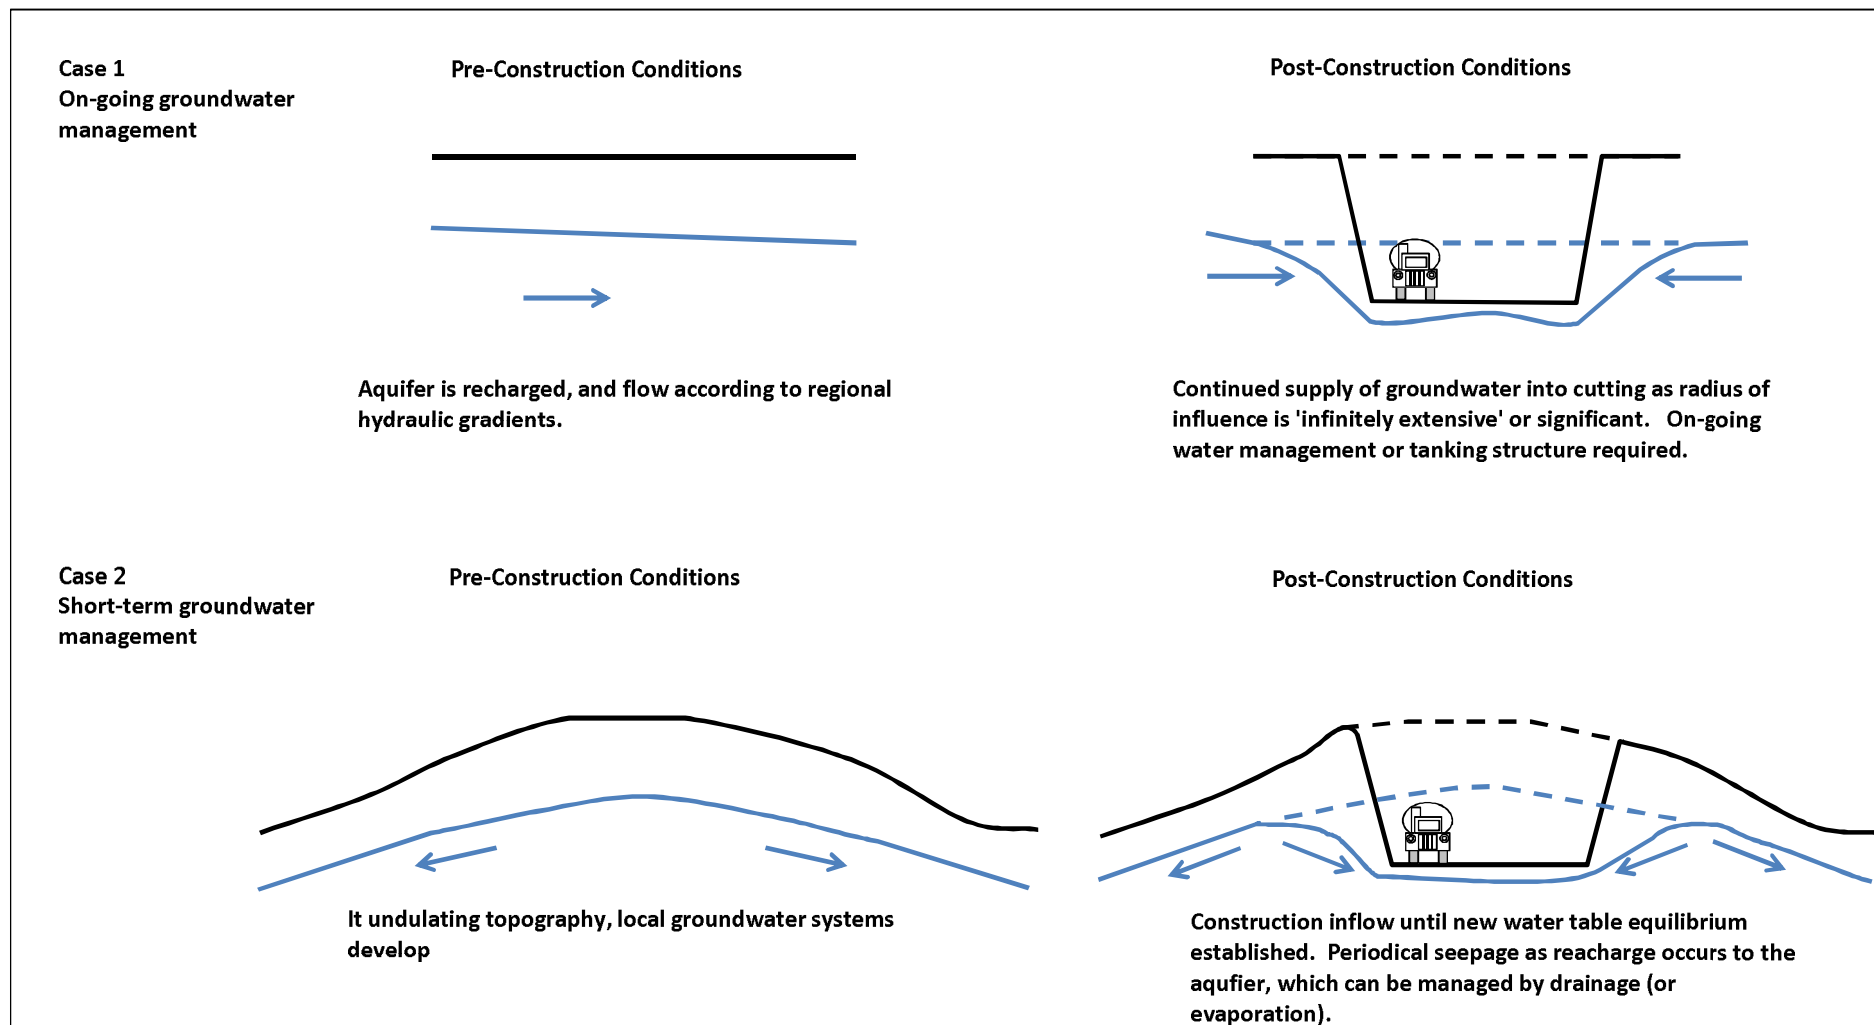 Case 1
On-going groundwater
management
Pre-Construction Conditions
Post-Construction Conditions
Aquifer is recharged, and flow according to regional
hydraulic gradients.
Continued supply of groundwater into cutting as radius of
influence is 'infinitely extensive' or significant.   On-going
water management or tanking structure required.
Case 2
Short-term groundwater
management
Pre-Construction Conditions
Post-Construction Conditions
It undulating topography, local groundwater systems
develop
Construction inflow until new water table equilibrium
established.  Periodical seepage as reacharge occurs to the
aqufier, which can be managed by drainage (or
evaporation).